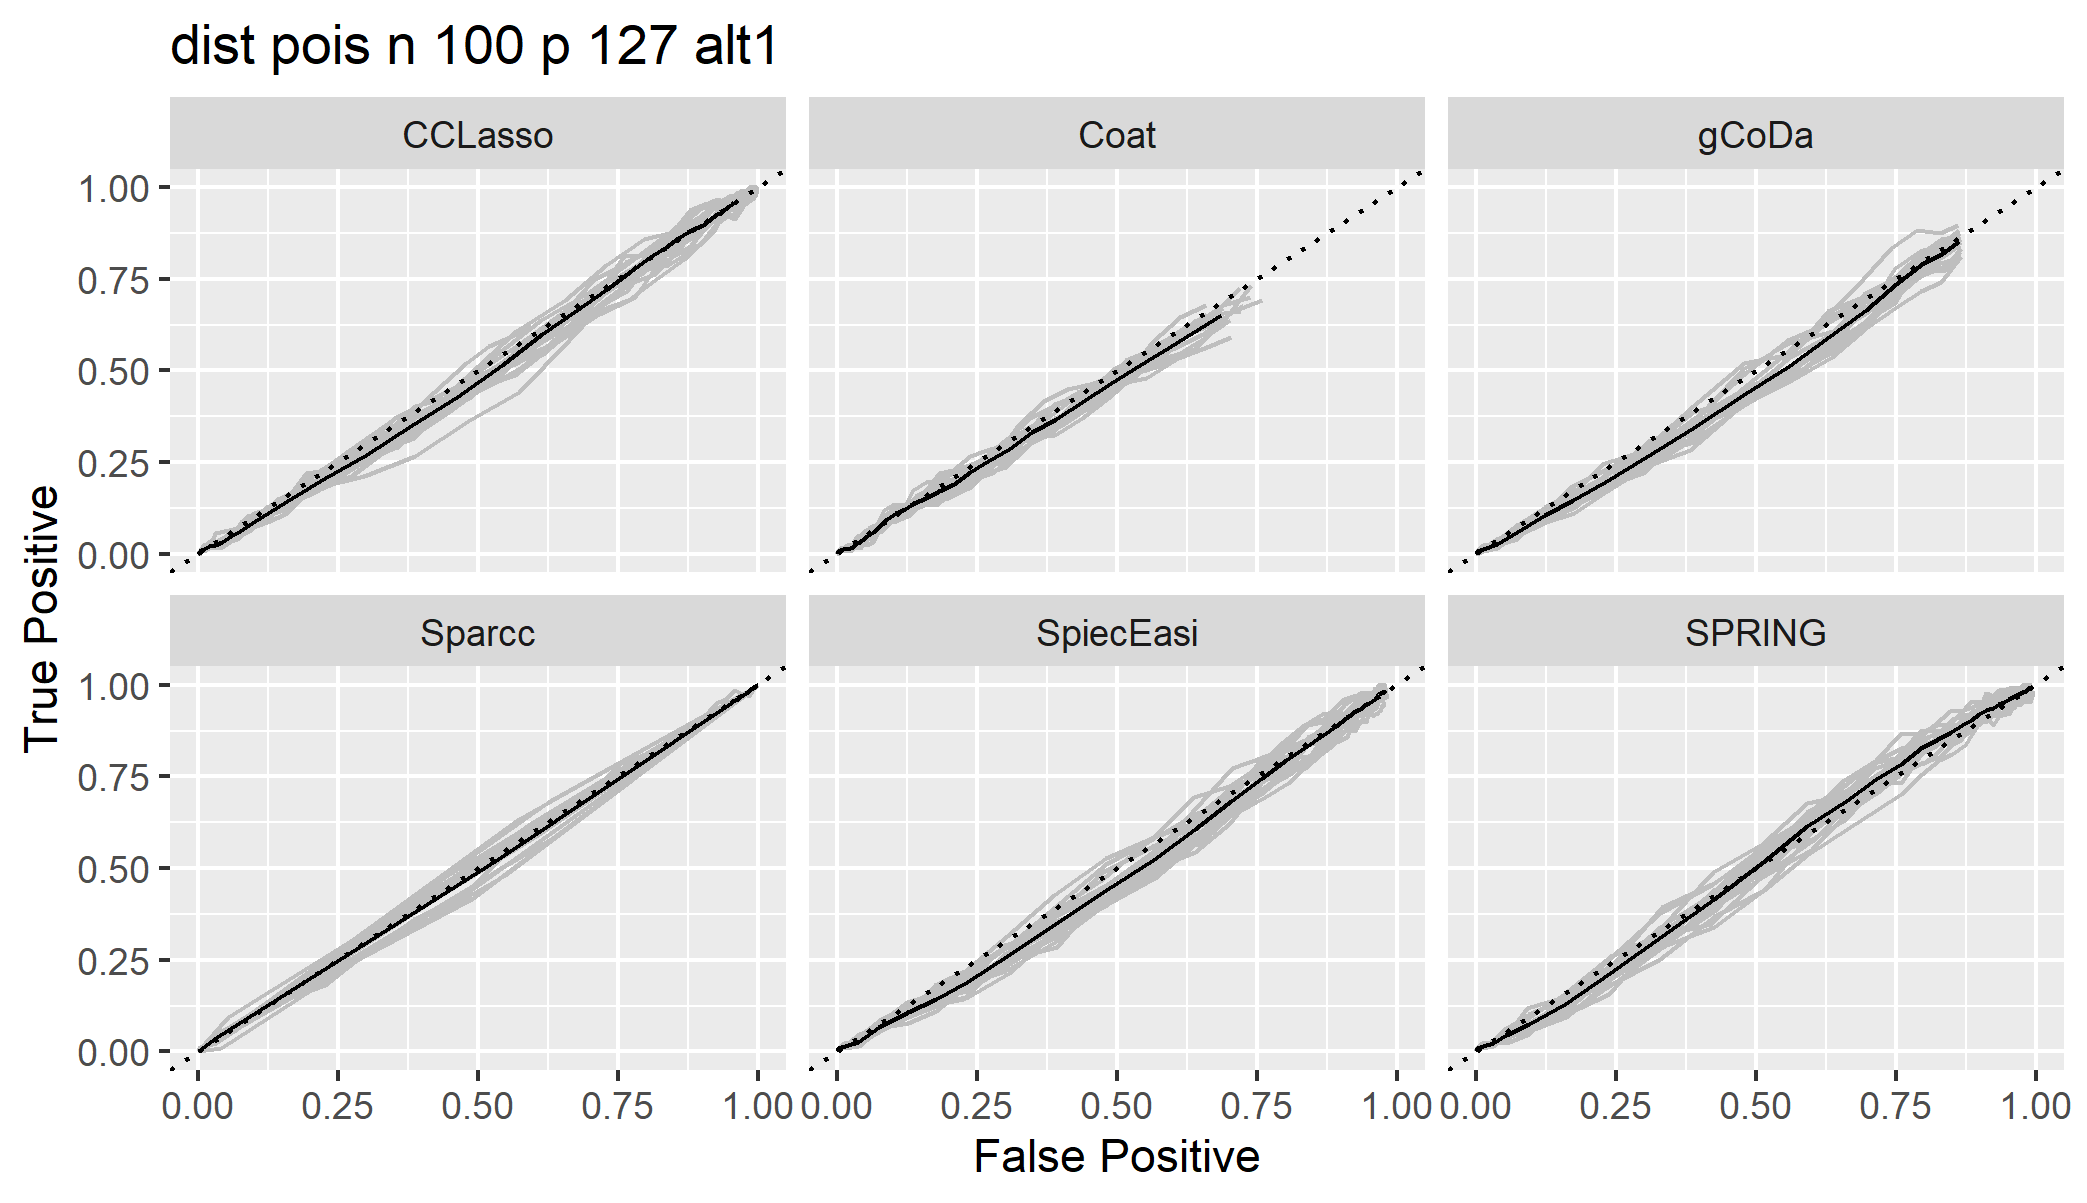 dist pois n 100 p 127 alt1
CCLasso
Coat
gCoDa
1.00
0.75
0.50
0.25
0.00
Sparcc
SpiecEasi
SPRING
1.00
0.75
0.50
0.25
0.00
0.00 0.25 0.50 0.75 1.00
0.00 0.25 0.50 0.75 1.00
0.00 0.25 0.50 0.75 1.00
True Positive
False Positive